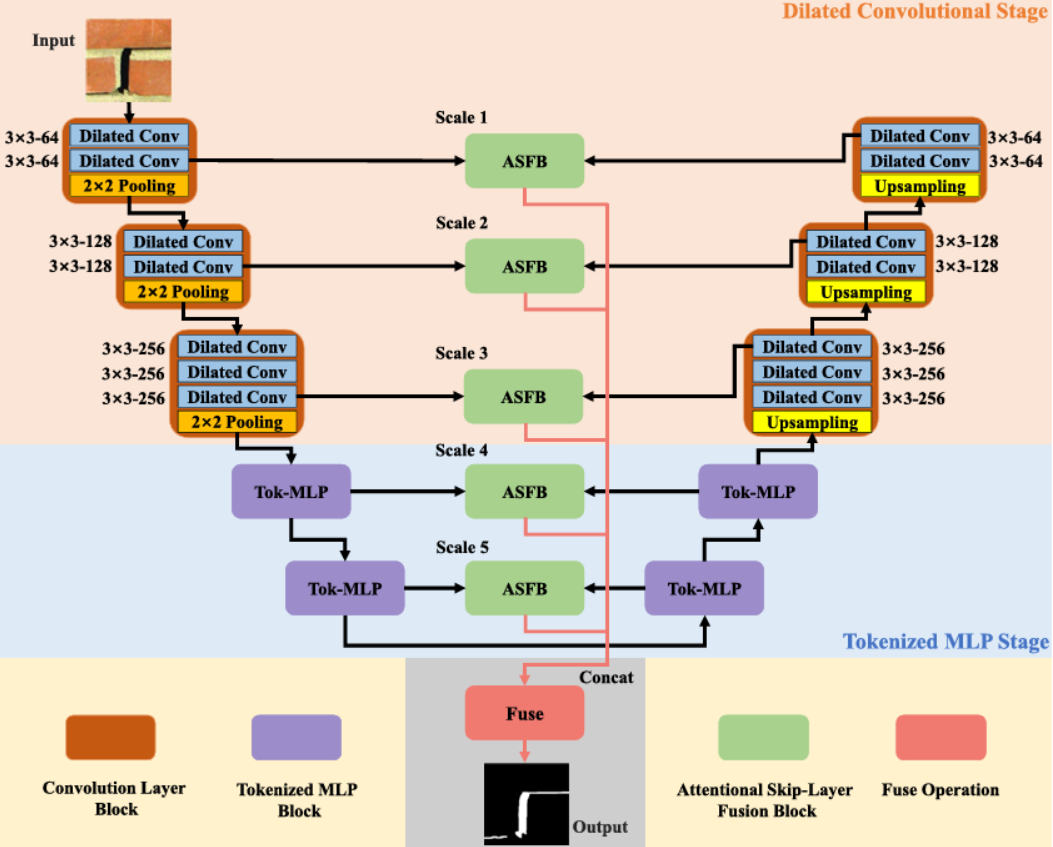 Dilated Convolutional Stage
Input
Scale 1
3×3-64
Dilated Conv
3×3-64
Dilated Conv
2×2 Pooling
ASFB
Dilated Conv
3×3-64
Dilated Conv
3×3-64
Upsampling
Scale 2
3×3-128
Dilated Conv
3×3-128
Dilated Conv
2×2 Pooling
ASFB
Dilated Conv
3×3-128
Dilated Conv
3×3-128
Upsampling
Scale 3
3×3-256
Dilated Conv
3×3-256
Dilated Conv
3×3-256
Dilated Conv
2×2 Pooling
ASFB
Dilated Conv
3×3-256
Dilated Conv
3×3-256
Dilated Conv
3×3-256
Upsampling
Scale 4
Tok-MLP
ASFB
Tok-MLP
Scale 5
Tok-MLP
ASFB
Tok-MLP
Tokenized MLP Stage
Concat
Fuse
Output
Convolution Layer
Block
Tokenized MLP
Block
Attentional Skip-Layer
Fusion Block
Fuse Operation